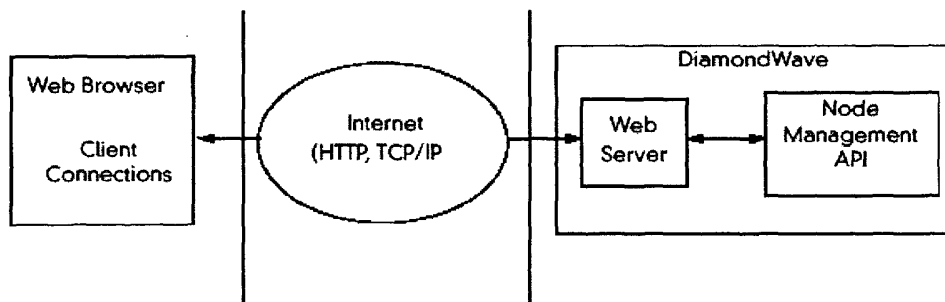 Web Browser
Client
Connections
Internet
(HTTP, TCP/IP
DiamondWave
Web
Server
Node
Management
API